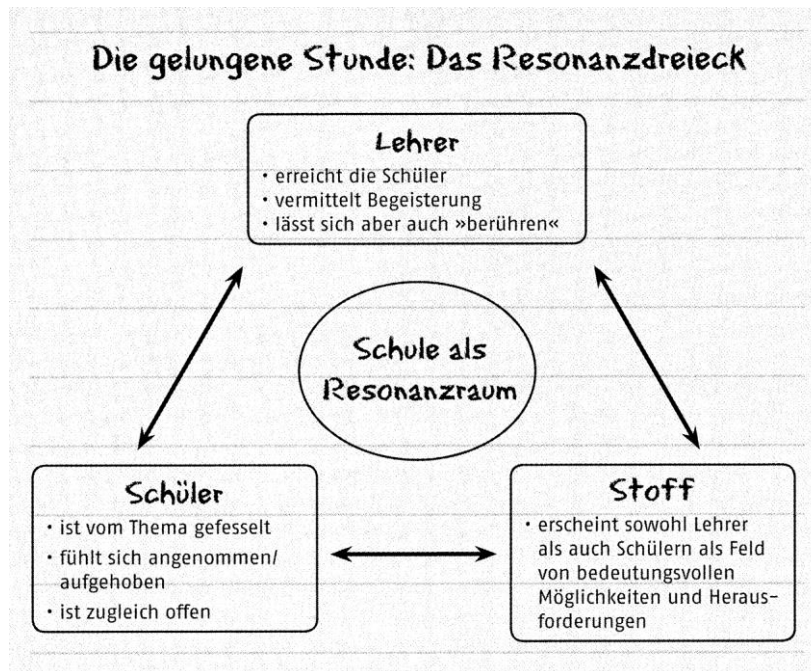 Die gelungene Stunde: Das Resonanzdreieck
Lehrer
· erreicht die Schüler
· vermittelt Begeisterung
· lässt sich aber auch »berühren«
Schule als
Resonanzraum
Schüler
· ist vom Thema gefesselt
· fühlt sich angenommen/
aufgehoben
· ist zugleich offen
Stoff
· erscheint sowohl Lehrer
als auch Schülern als Feld
von bedeutungsvollen
Möglichkeiten und Heraus-
forderungen